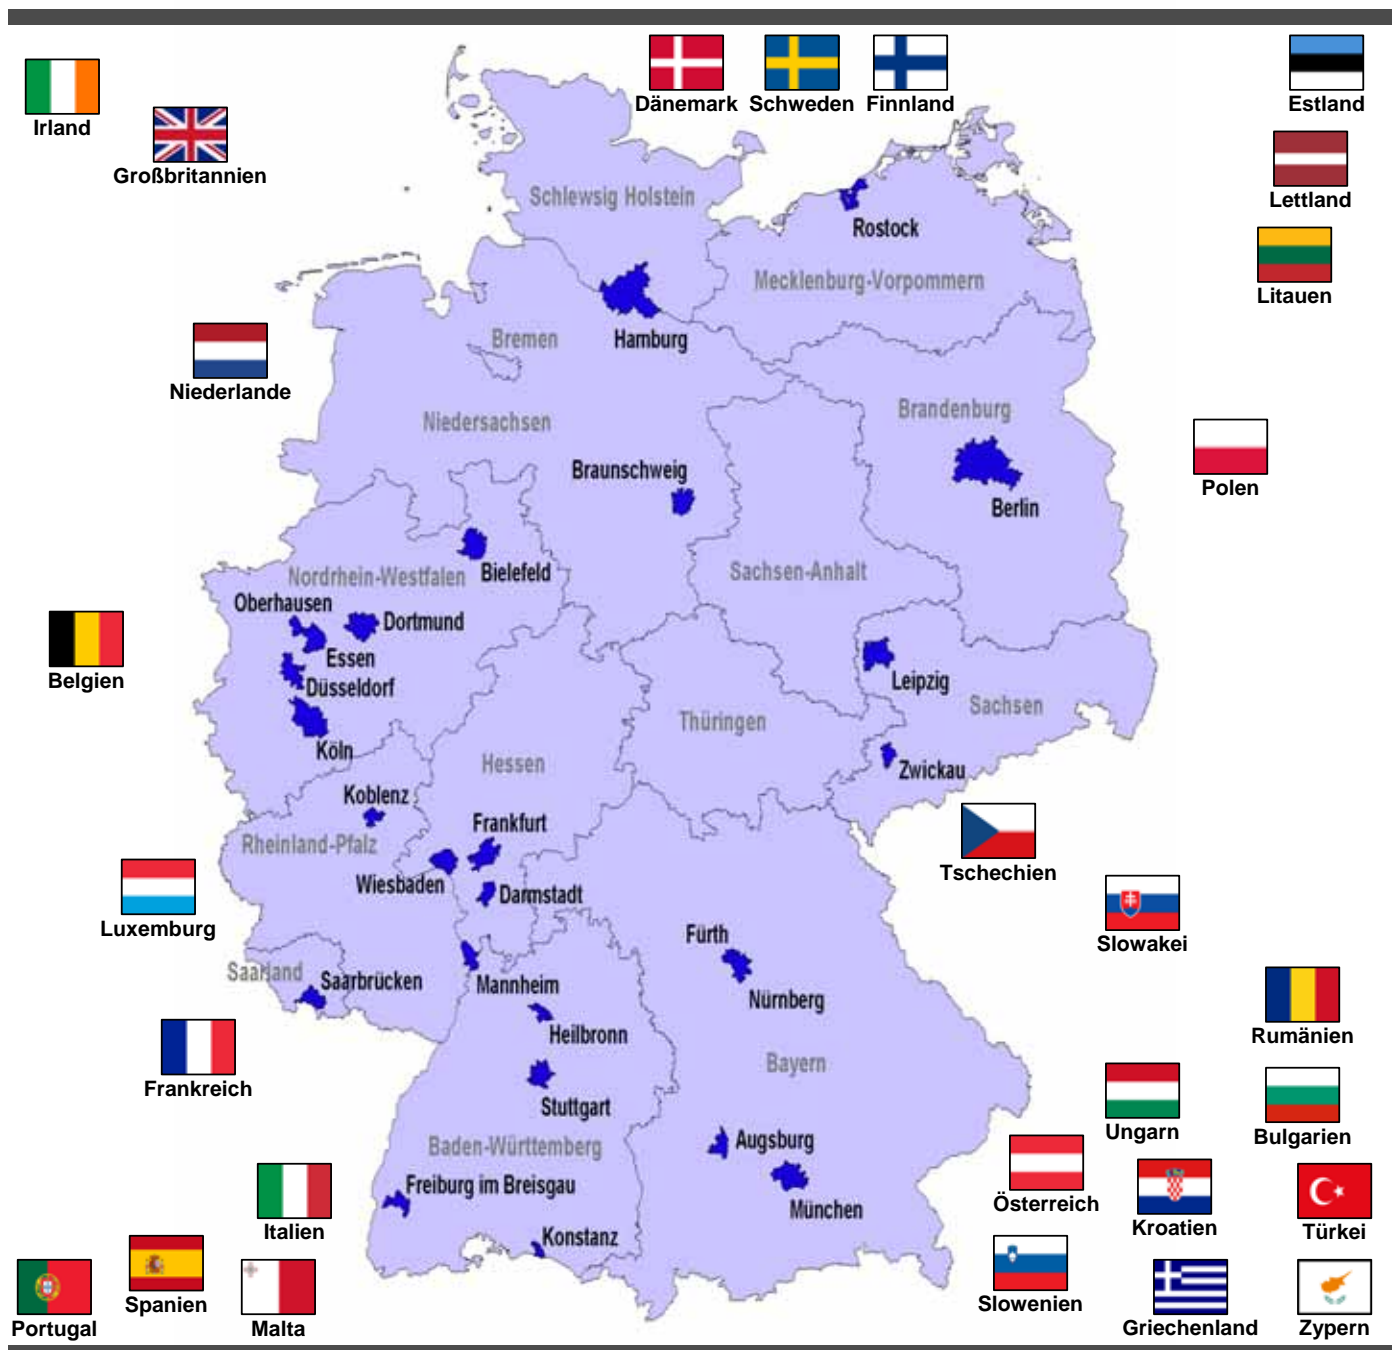 Dänemark
Schweden
Finnland
Estland
Irland
Großbritannien
Lettland
Schlewsig Holstein
Rostock
Mecklenburg-Vorpommern
Litauen
Hamburg
Bremen
Niederlande
Niedersachsen
Brandenburg
Braunschweig
Polen
Berlin
Bielefeld
Nordrhein-Westfalen
Sachsen-Anhalt
Oberhausen
Dortmund
Essen
Belgien
Düsseldorf
Leipzig
Sachsen
Thüringen
Köln
Hessen
Zwickau
Koblenz
Frankfurt
Rheinland-Pfalz
Tschechien
Wiesbaden
Darmstadt
Luxemburg
Fürth
Slowakei
Saarland
Saarbrücken
Mannheim
Nürnberg
Heilbronn
Rumänien
Bayern
Frankreich
Stuttgart
Ungarn
Bulgarien
Augsburg
Baden-Württemberg
Freiburg im Breisgau
Österreich
München
Italien
Kroatien
Türkei
Konstanz
Spanien
Slowenien
Portugal
Malta
Griechenland
Zypern